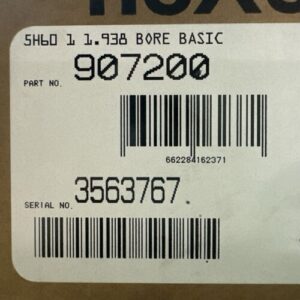 SH60 1 1.938 BORE BASIC
PART NO. 907200
662284162371
SERIAL NO. 3563767.